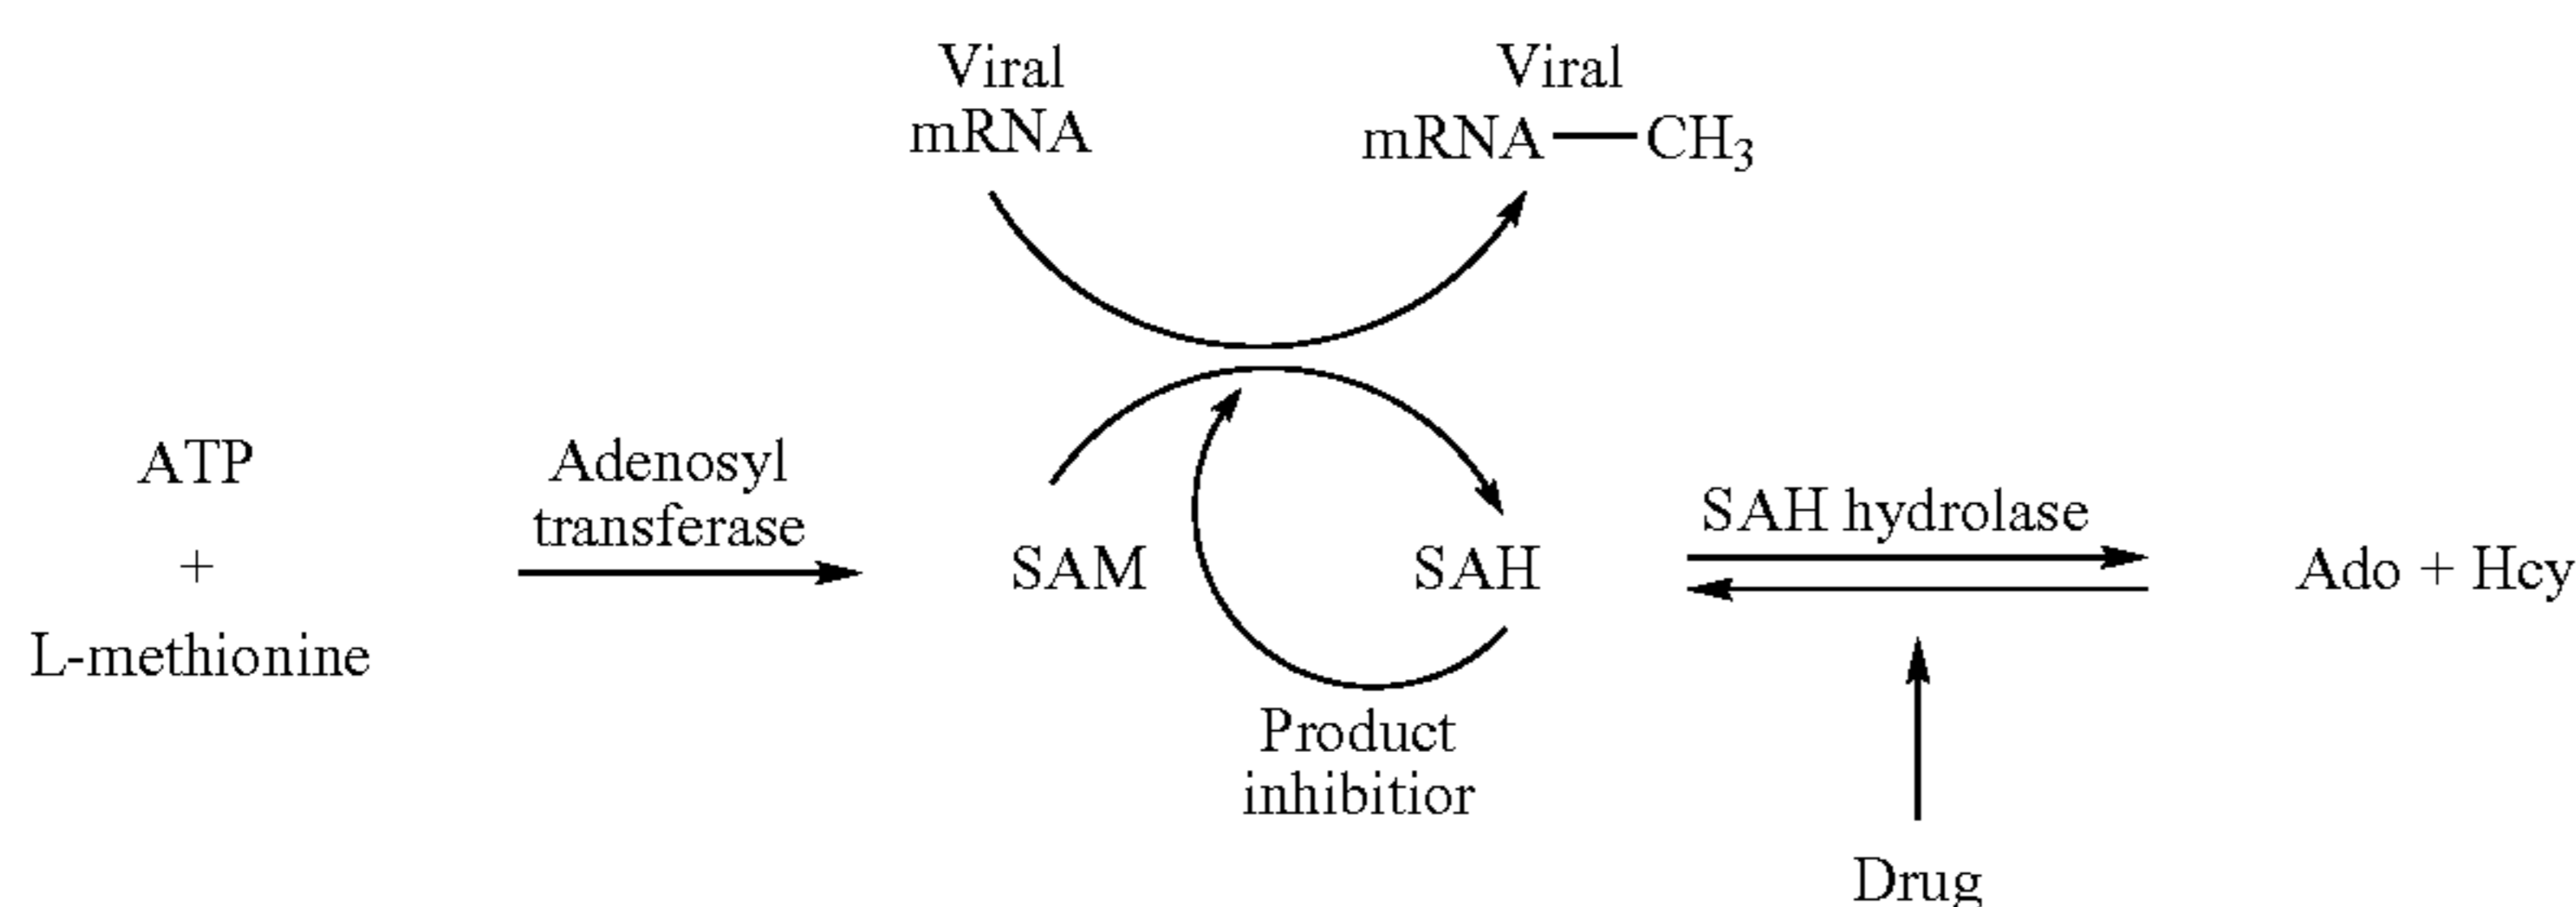 Viral
mRNA
Viral
mRNA—CH₃
ATP
+
L-methionine
Adenosyl
transferase
SAM
SAH
SAH hydrolase
Ado + Hcy
Product
inhibitior
Drug